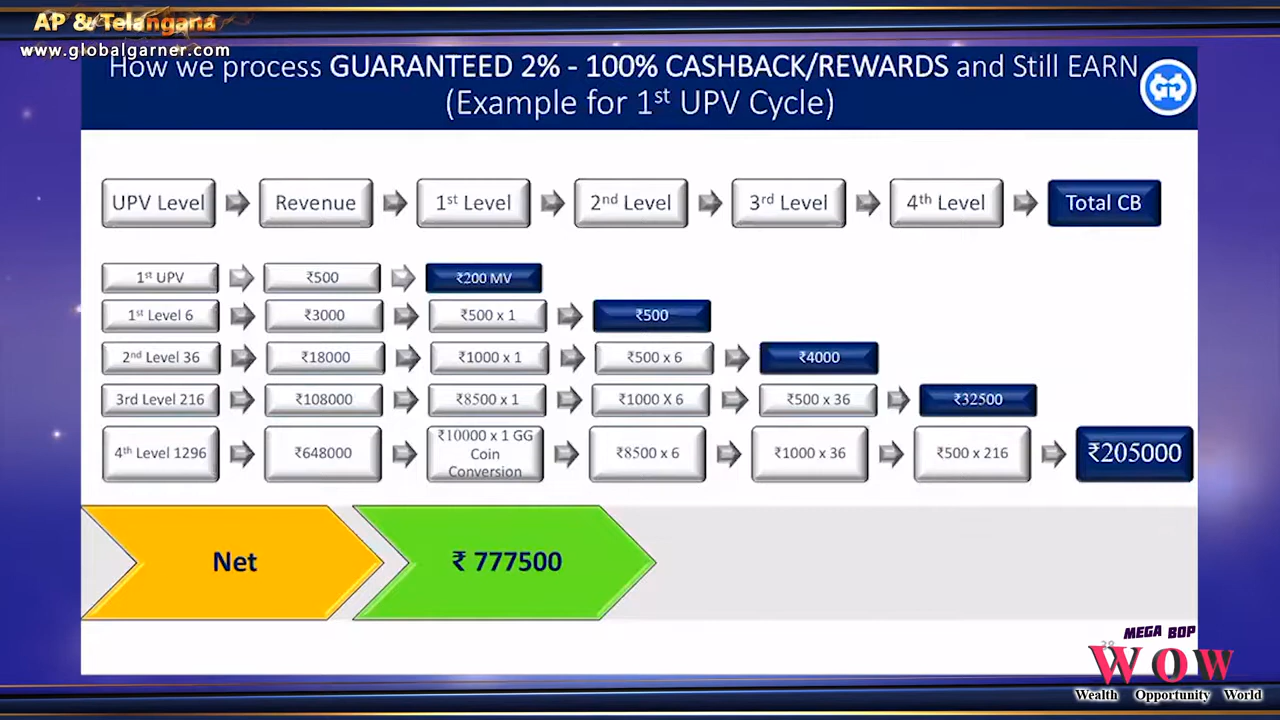 AP & Telangana
www.globalgarner.com
How we process GUARANTEED 2% - 100% CASHBACK/REWARDS and Still EARN
(Example for 1st UPV Cycle)
UPV Level Revenue 1st Level 2nd Level 3rd Level 4th Level Total CB
1st UPV ₹500 ₹200 MV
1st Level 6 ₹3000 ₹500 x 1 ₹500
2nd Level 36 ₹18000 ₹1000 x 1 ₹500 x 6 ₹4000
3rd Level 216 ₹108000 ₹8500 x 1 ₹1000 X 6 ₹500 x 36 ₹32500
4th Level 1296 ₹648000 ₹10000 x 1 GG Coin Conversion ₹8500 x 6 ₹1000 x 36 ₹500 x 216 ₹205000
Net ₹ 777500
MEGA BOP
WOW
Wealth Opportunity World